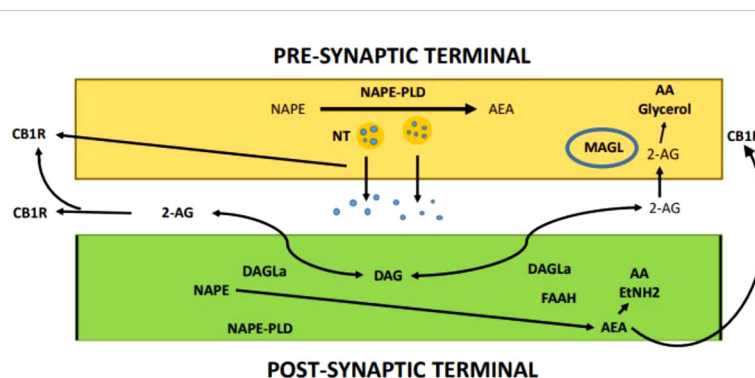 PRE-SYNAPTIC TERMINAL
NAPE-PLD
NAPE
AEA
AA
Glycerol
CB1R
NT
MAGL
2-AG
CB1R
CB1R
2-AG
2-AG
DAGLa
DAG
DAGLa
AA
EtNH2
NAPE
FAAH
NAPE-PLD
AEA
POST-SYNAPTIC TERMINAL